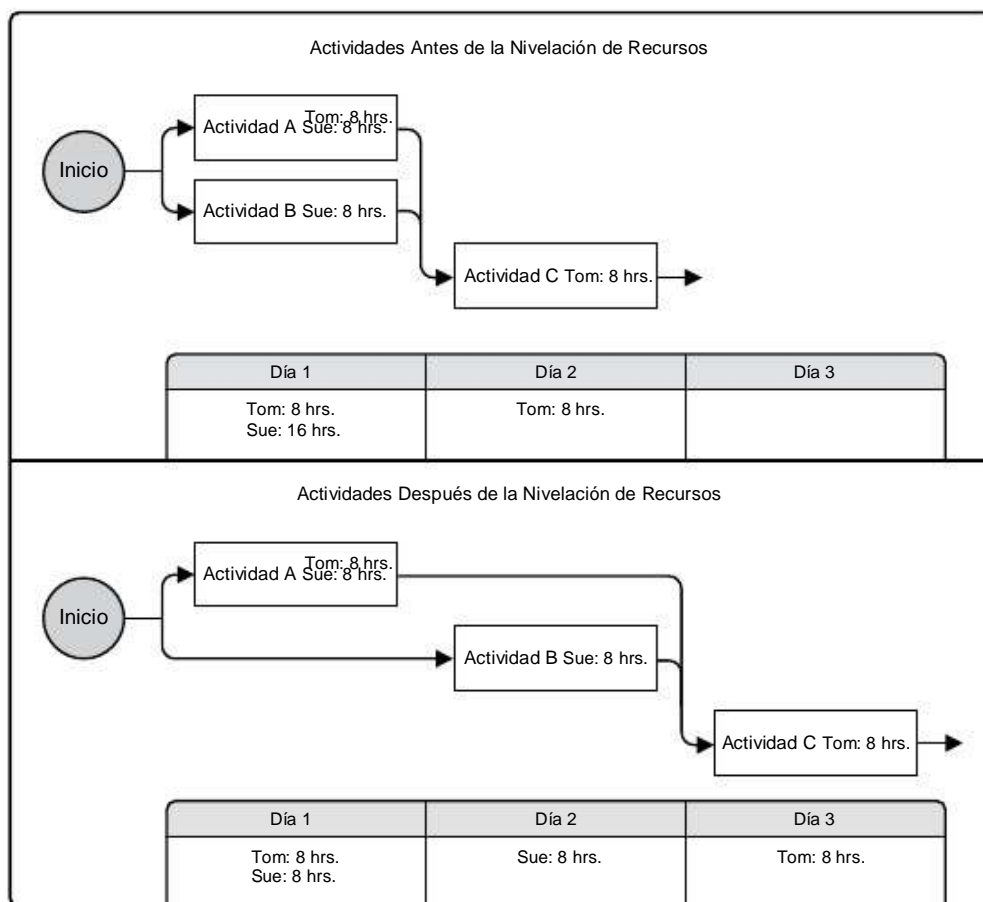 Actividades Antes de la Nivelación de Recursos
Inicio
Tom: 8 hrs.
Actividad A Sue: 8 hrs.
Actividad B Sue: 8 hrs.
Actividad C Tom: 8 hrs.
Día 1 Día 2 Día 3
Tom: 8 hrs. Tom: 8 hrs.
Sue: 16 hrs.
Actividades Después de la Nivelación de Recursos
Inicio
Tom: 8 hrs.
Actividad A Sue: 8 hrs.
Actividad B Sue: 8 hrs.
Actividad C Tom: 8 hrs.
Día 1 Día 2 Día 3
Tom: 8 hrs. Sue: 8 hrs. Tom: 8 hrs.
Sue: 8 hrs.